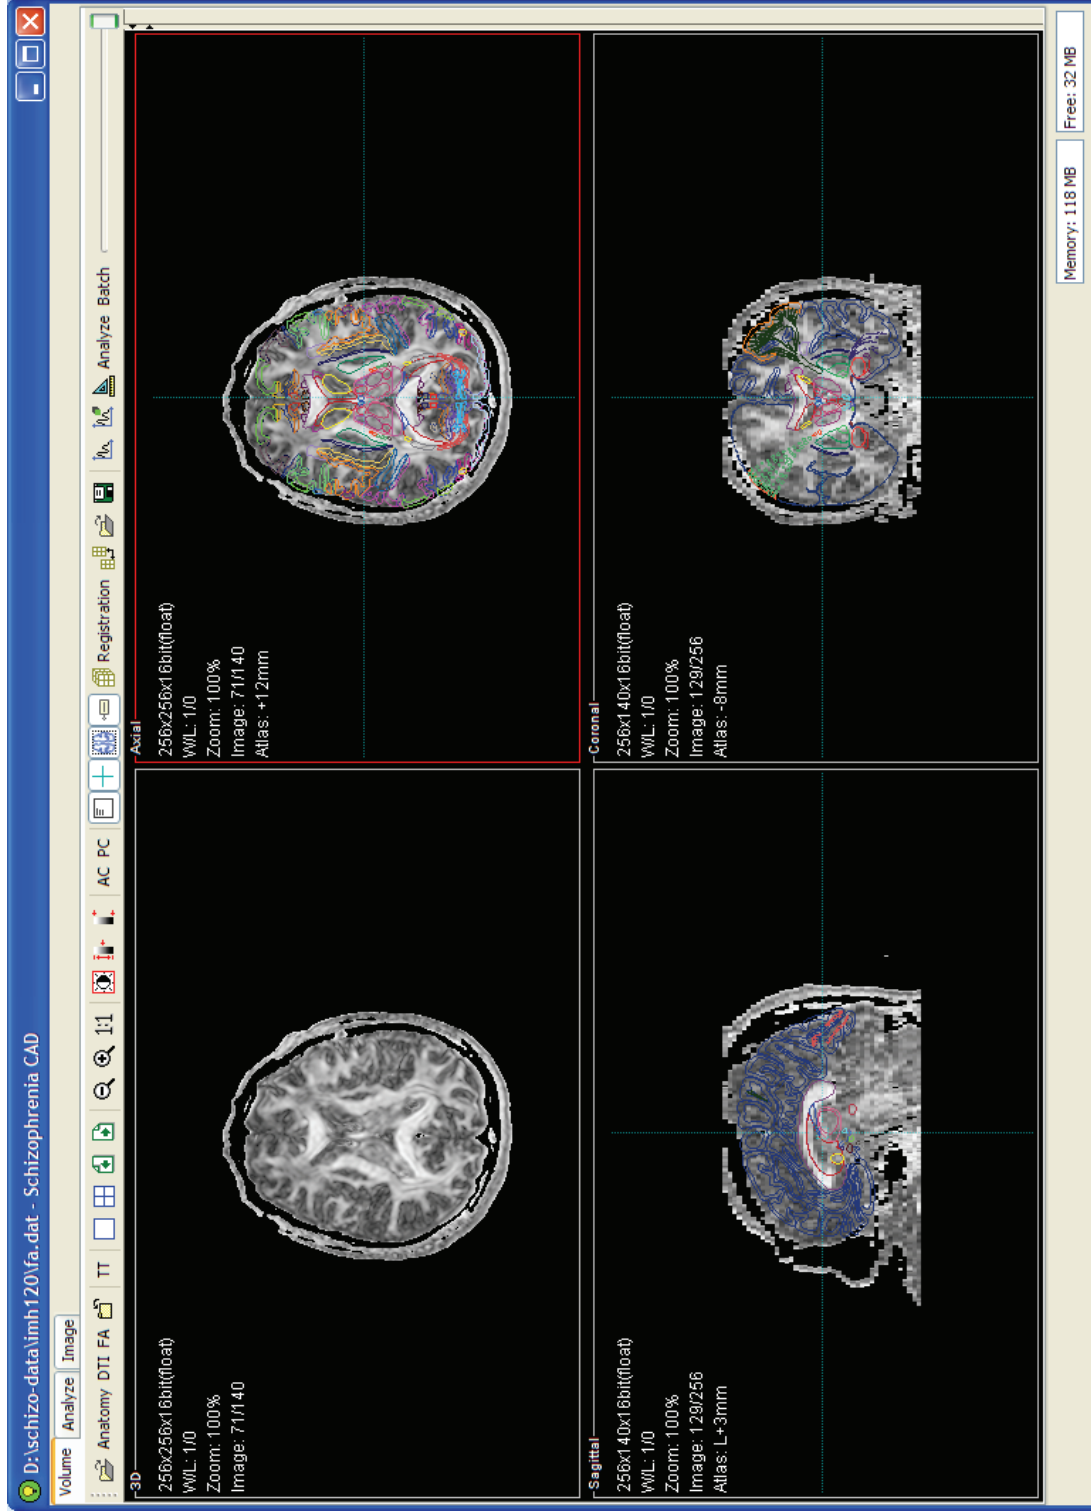 D:\schizo-data\imh120\fa.dat - Schizophrenia CAD
Volume Analyze Image
Anatomy DTI FA TT 1:1 AC PC Registration Analyze Batch
3D
256x256x16bit(float)
W/L: 1/0
Zoom: 100%
Image: 71/140
Axial
256x256x16bit(float)
W/L: 1/0
Zoom: 100%
Image: 71/140
Atlas: +12mm
Sagittal
256x140x16bit(float)
W/L: 1/0
Zoom: 100%
Image: 129/256
Atlas: L+3mm
Coronal
256x140x16bit(float)
W/L: 1/0
Zoom: 100%
Image: 129/256
Atlas: -8mm
Memory: 118 MB Free: 32 MB